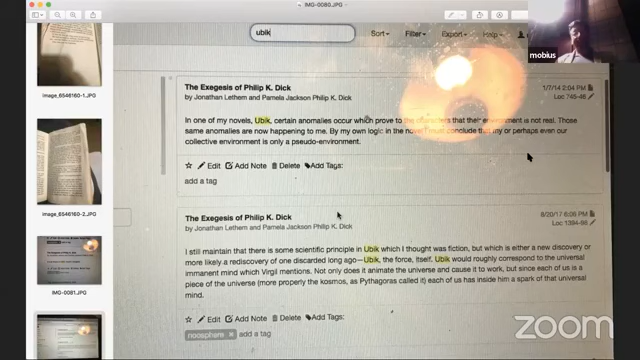 IMG-0080.JPG
ubik
Sort
Filter
Export
Help
mobius
image_6546160-1.JPG
image_6546160-2.JPG
IMG-0081.JPG
The Exegesis of Philip K. Dick
1/7/14 2:04 PM
by Jonathan Lethem and Pamela Jackson Philip K. Dick
Loc 745-46
In one of my novels, Ubik, certain anomalies occur which prove to the characters that their environment is not real. Those
same anomalies are now happening to me. By my own logic in the novel I must conclude that my or perhaps even our
collective environment is only a pseudo-environment.
Edit Add Note Delete Add Tags:
add a tag
The Exegesis of Philip K. Dick
8/20/17 6:06 PM
by Jonathan Lethem and Pamela Jackson Philip K. Dick
Loc 1394-96
I still maintain that there is some scientific principle in Ubik which I thought was fiction, but which is either a new discovery or
more likely a rediscovery of one discarded long ago—Ubik, the force, itself. Ubik would roughly correspond to the universal
immanent mind which Virgil mentions. Not only does it animate the universe and cause it to work, but since each of us is a
piece of the universe (more properly the kosmos, as Pythagoras called it) each of us has inside him a spark of that universal
mind.
Edit Add Note Delete Add Tags:
noosphere × add a tag
zoom